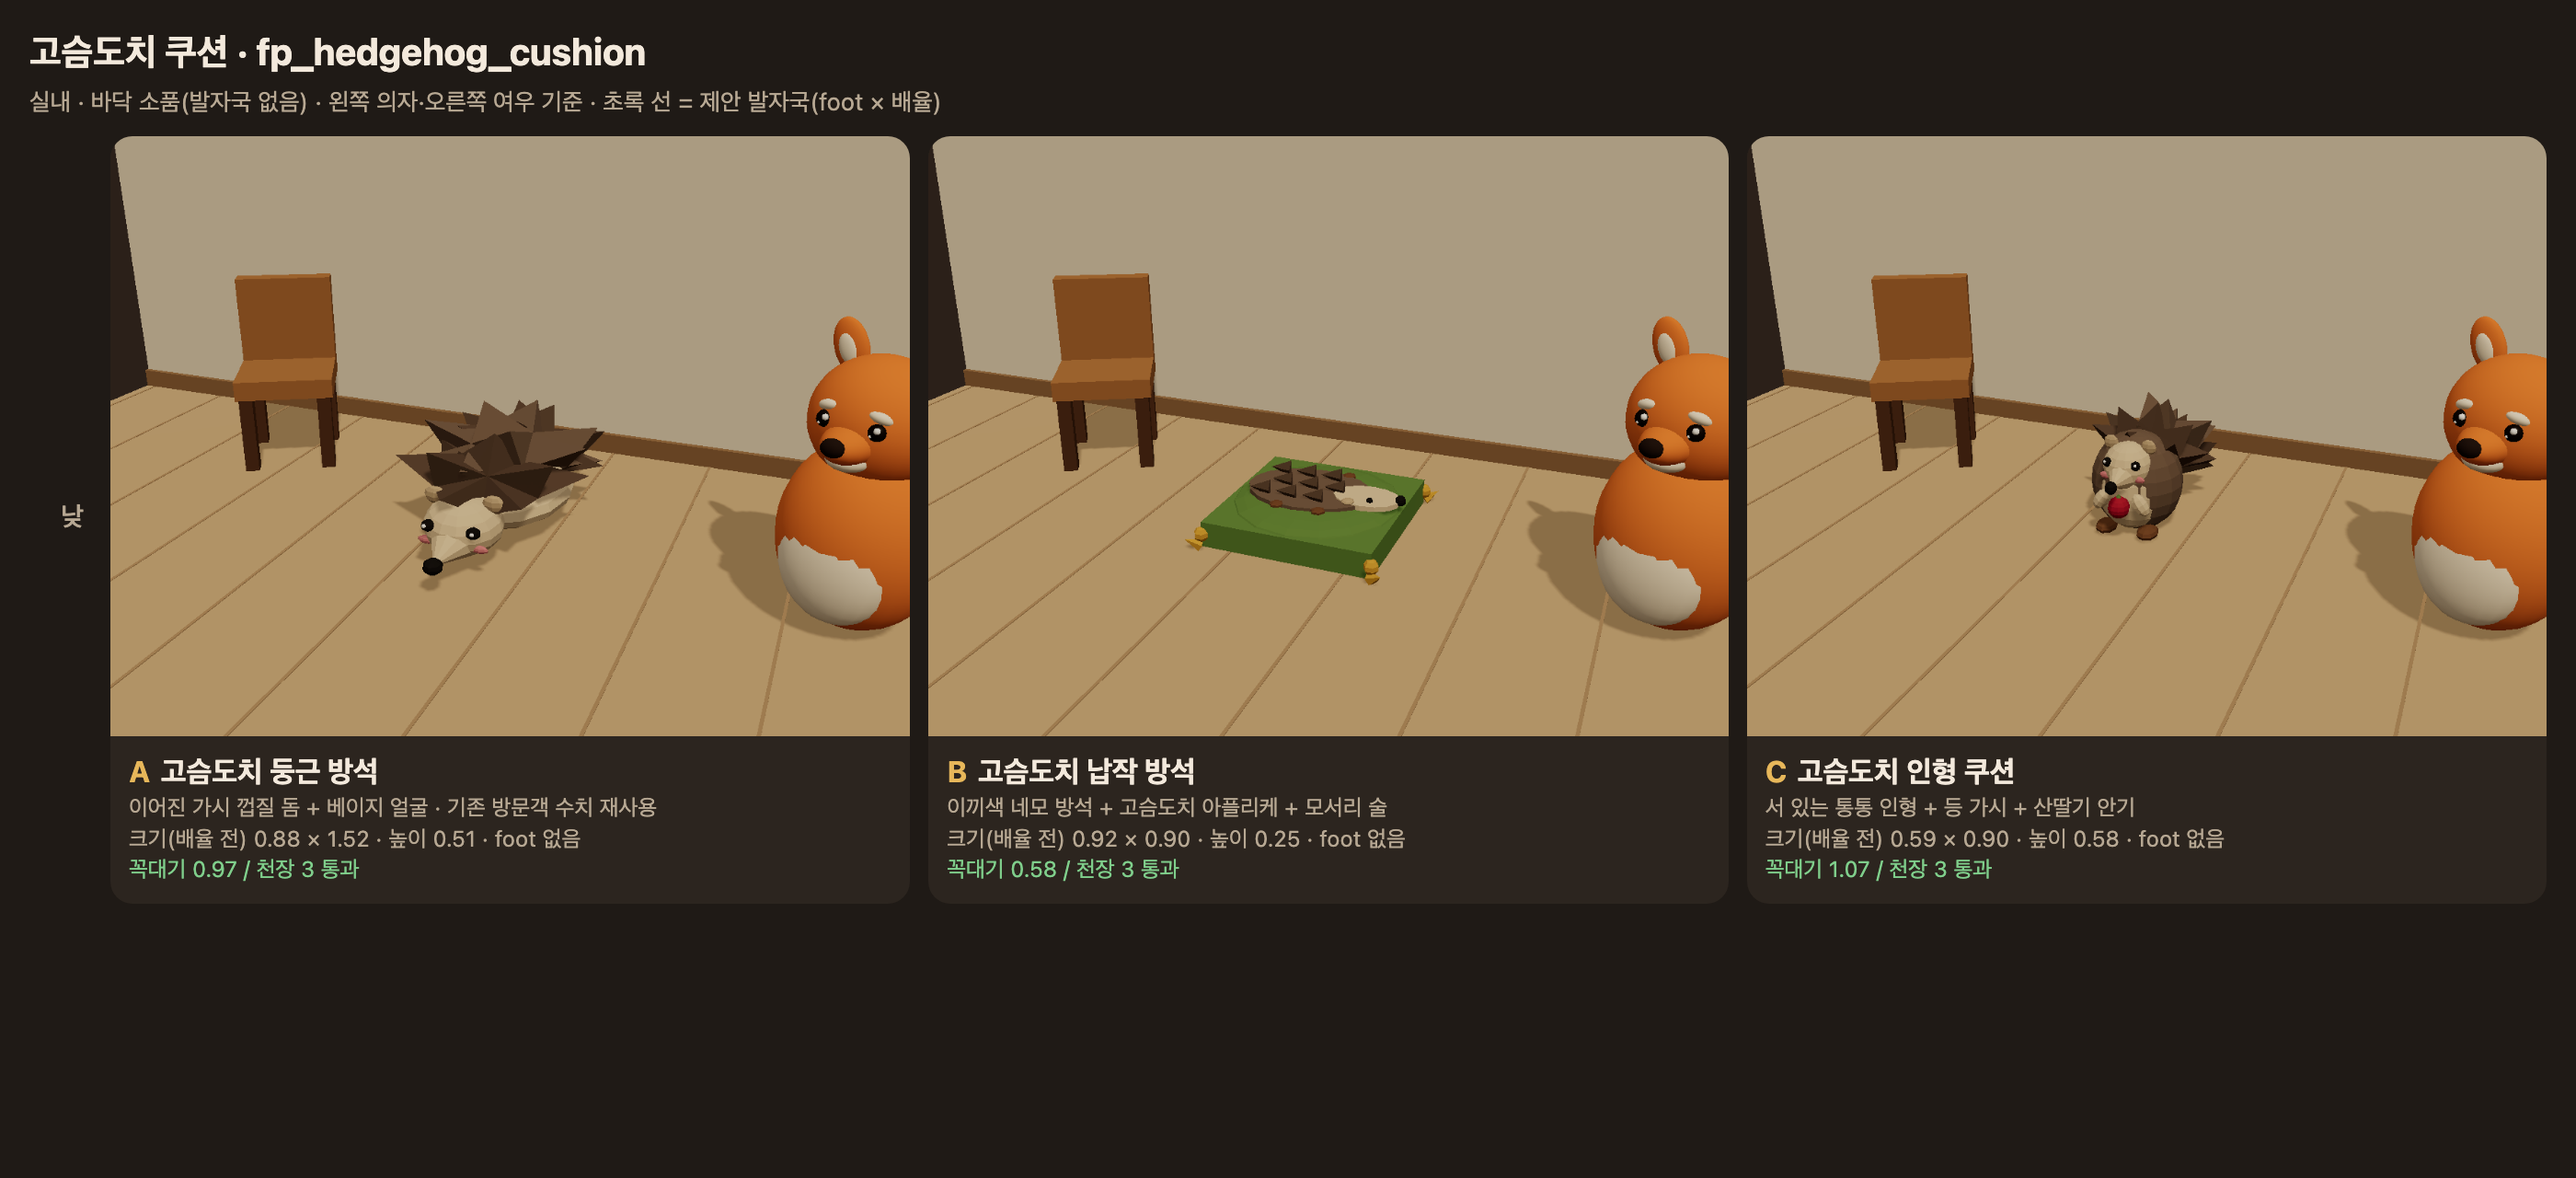 고슴도치 쿠션 · fp_hedgehog_cushion
실내 · 바닥 소품(발자국 없음) · 왼쪽 의자·오른쪽 여우 기준 · 초록 선 = 제안 발자국(foot × 배율)
낮
A 고슴도치 둥근 방석
이어진 가시 껍질 돔 + 베이지 얼굴 · 기존 방문객 수치 재사용
크기(배율 전) 0.88 × 1.52 · 높이 0.51 · foot 없음
꼭대기 0.97 / 천장 3 통과
B 고슴도치 납작 방석
이끼색 네모 방석 + 고슴도치 아플리케 + 모서리 술
크기(배율 전) 0.92 × 0.90 · 높이 0.25 · foot 없음
꼭대기 0.58 / 천장 3 통과
C 고슴도치 인형 쿠션
서 있는 통통 인형 + 등 가시 + 산딸기 안기
크기(배율 전) 0.59 × 0.90 · 높이 0.58 · foot 없음
꼭대기 1.07 / 천장 3 통과